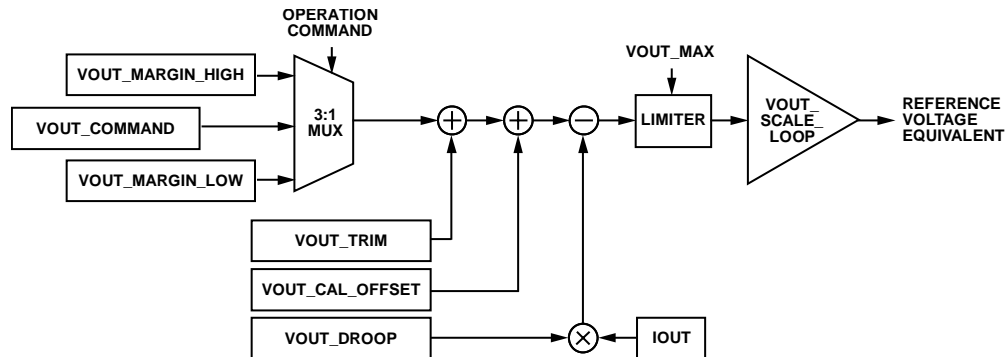 OPERATION
COMMAND
VOUT_MARGIN_HIGH
VOUT_COMMAND
VOUT_MARGIN_LOW
3:1
MUX
VOUT_MAX
LIMITER
VOUT_
SCALE_
LOOP
REFERENCE
VOLTAGE
EQUIVALENT
VOUT_TRIM
VOUT_CAL_OFFSET
VOUT_DROOP
IOUT